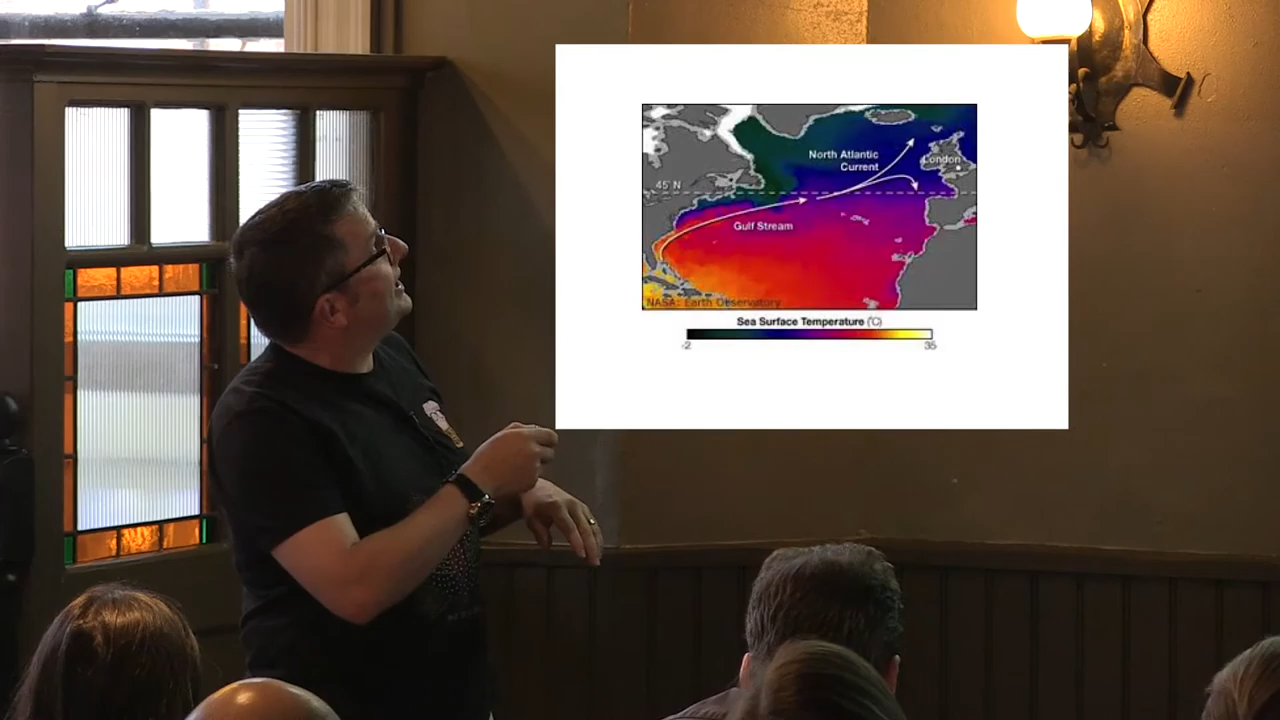 North Atlantic
Current
London
45°N
Gulf Stream
NASA: Earth Observatory
Sea Surface Temperature (°C)
-2
35